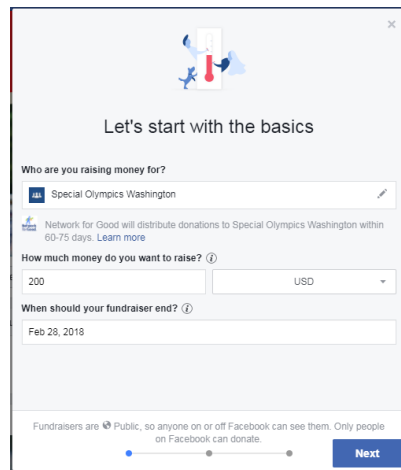 Let's start with the basics
Who are you raising money for?
Special Olympics Washington
Network for Good will distribute donations to Special Olympics Washington within
60-75 days. Learn more
How much money do you want to raise?
200 USD
When should your fundraiser end?
Feb 28, 2018
Fundraisers are Public, so anyone on or off Facebook can see them. Only people
on Facebook can donate.
Next